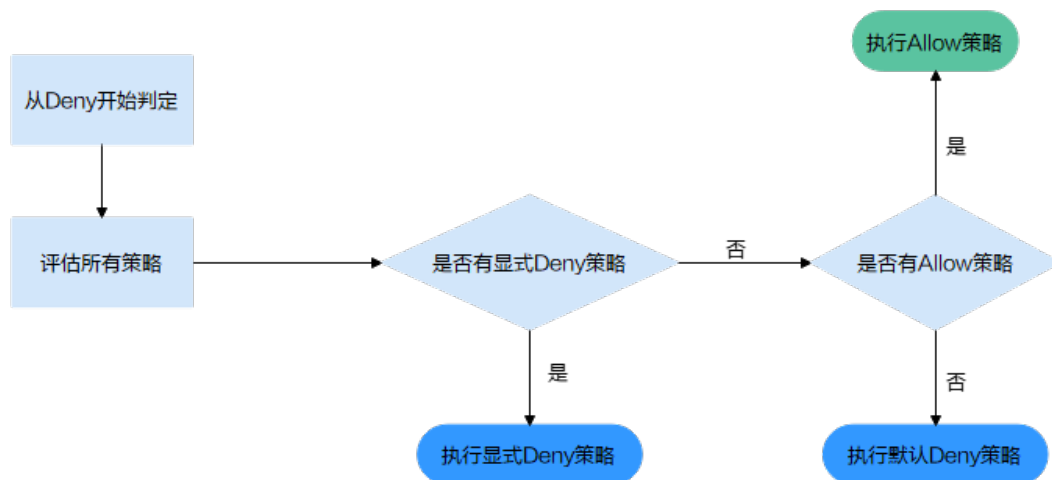 执行Allow策略
从Deny开始判定
是
评估所有策略
是否有显式Deny策略
否
是否有Allow策略
是
否
执行显式Deny策略
执行默认Deny策略